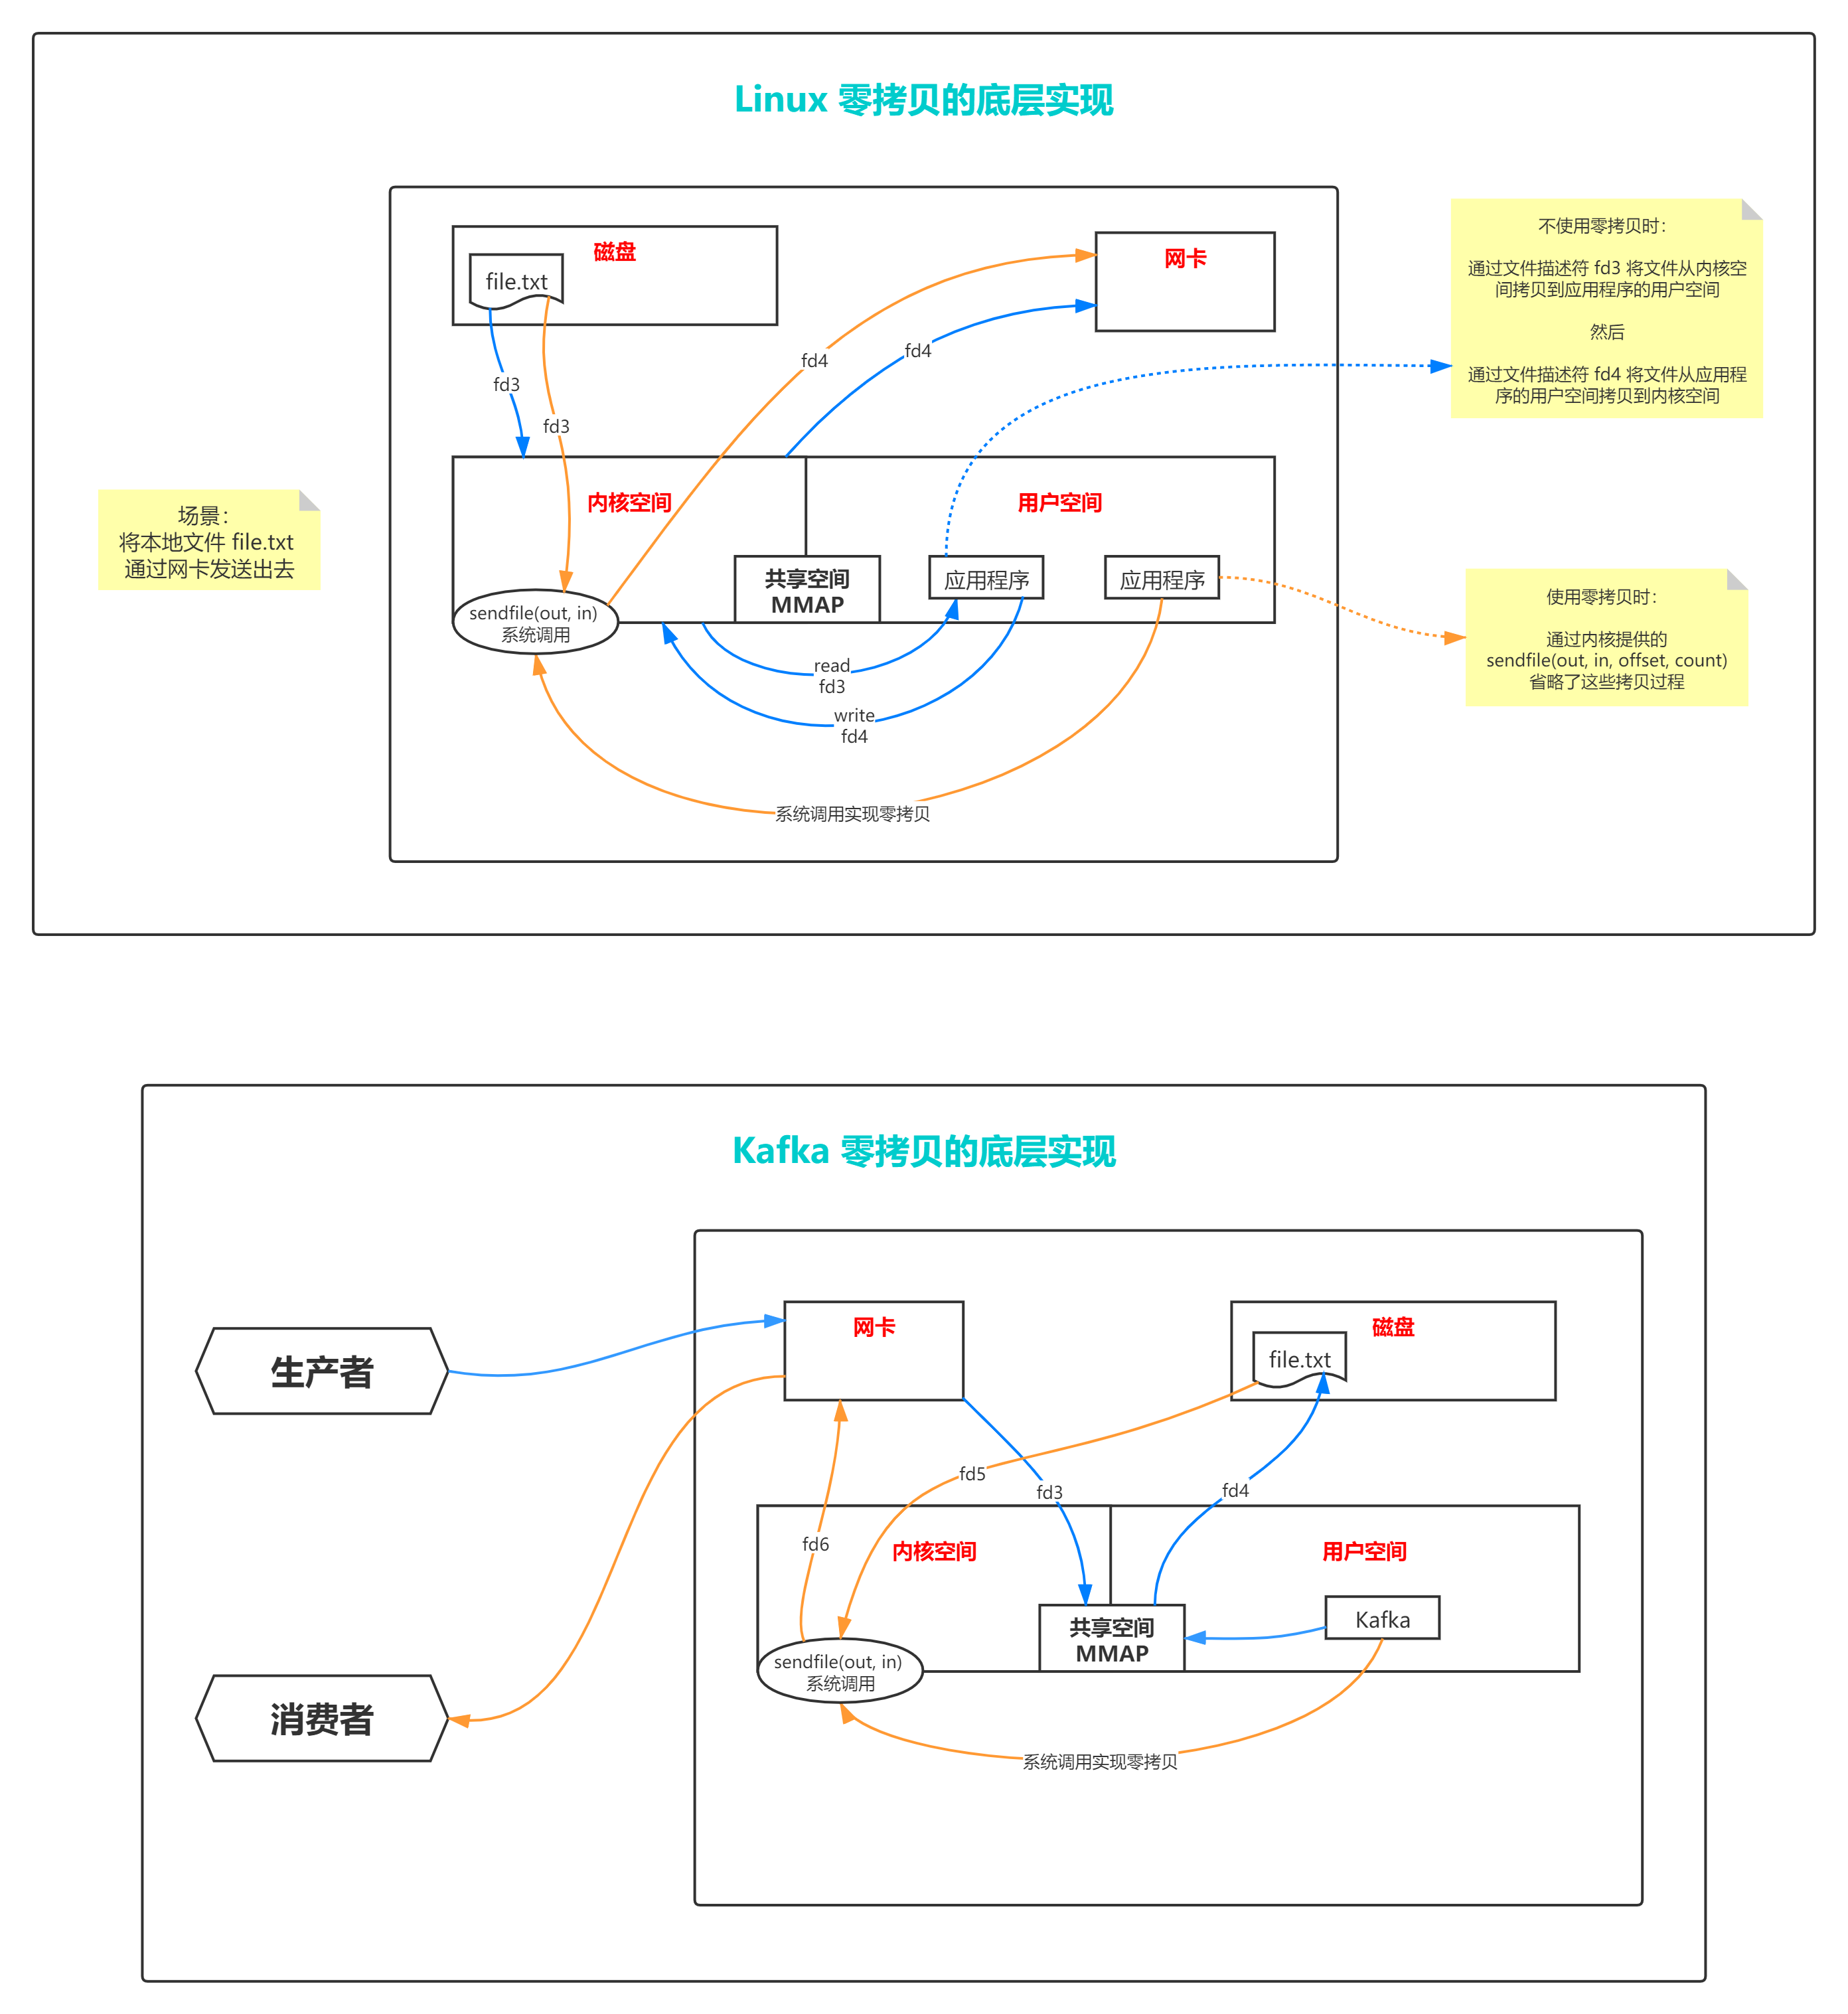 Linux 零拷贝的底层实现
磁盘
file.txt
网卡
fd3
fd3
fd4
fd4
不使用零拷贝时：
通过文件描述符 fd3 将文件从内核空
间拷贝到应用程序的用户空间
然后
通过文件描述符 fd4 将文件从应用程
序的用户空间拷贝到内核空间
场景：
将本地文件 file.txt
通过网卡发送出去
内核空间
用户空间
共享空间
MMAP
应用程序
应用程序
sendfile(out, in)
系统调用
read
fd3
write
fd4
系统调用实现零拷贝
使用零拷贝时：
通过内核提供的
sendfile(out, in, offset, count)
省略了这些拷贝过程
Kafka 零拷贝的底层实现
生产者
消费者
网卡
磁盘
file.txt
fd5
fd3
fd4
fd6
内核空间
用户空间
共享空间
MMAP
Kafka
sendfile(out, in)
系统调用
系统调用实现零拷贝